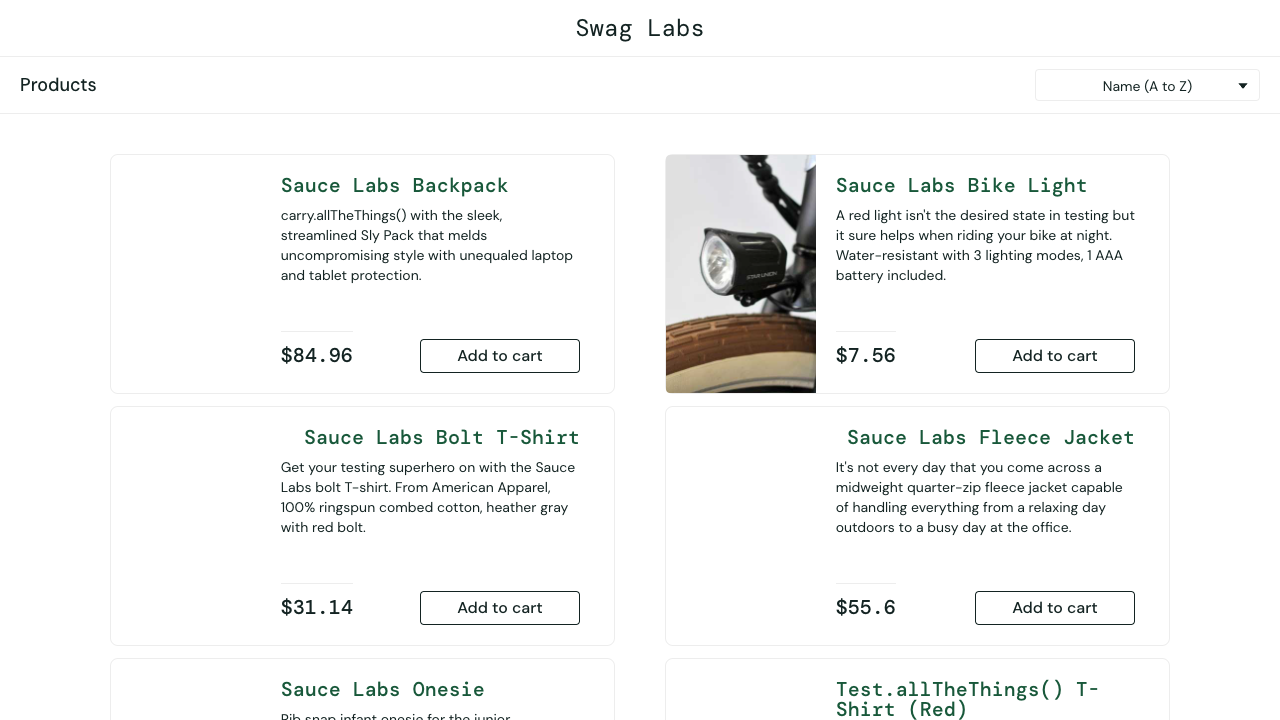 Swag Labs
Products
Name (A to Z)
Sauce Labs Backpack
carry.allTheThings() with the sleek,
streamlined Sly Pack that melds
uncompromising style with unequaled laptop
and tablet protection.
$84.96
Add to cart
Sauce Labs Bike Light
A red light isn't the desired state in testing but
it sure helps when riding your bike at night.
Water-resistant with 3 lighting modes, 1 AAA
battery included.
$7.56
Add to cart
Sauce Labs Bolt T-Shirt
Get your testing superhero on with the Sauce
Labs bolt T-shirt. From American Apparel,
100% ringspun combed cotton, heather gray
with red bolt.
$31.14
Add to cart
Sauce Labs Fleece Jacket
It's not every day that you come across a
midweight quarter-zip fleece jacket capable
of handling everything from a relaxing day
outdoors to a busy day at the office.
$55.6
Add to cart
Sauce Labs Onesie
Rib snap infant onesie for the junior
Test.allTheThings() T-
Shirt (Red)